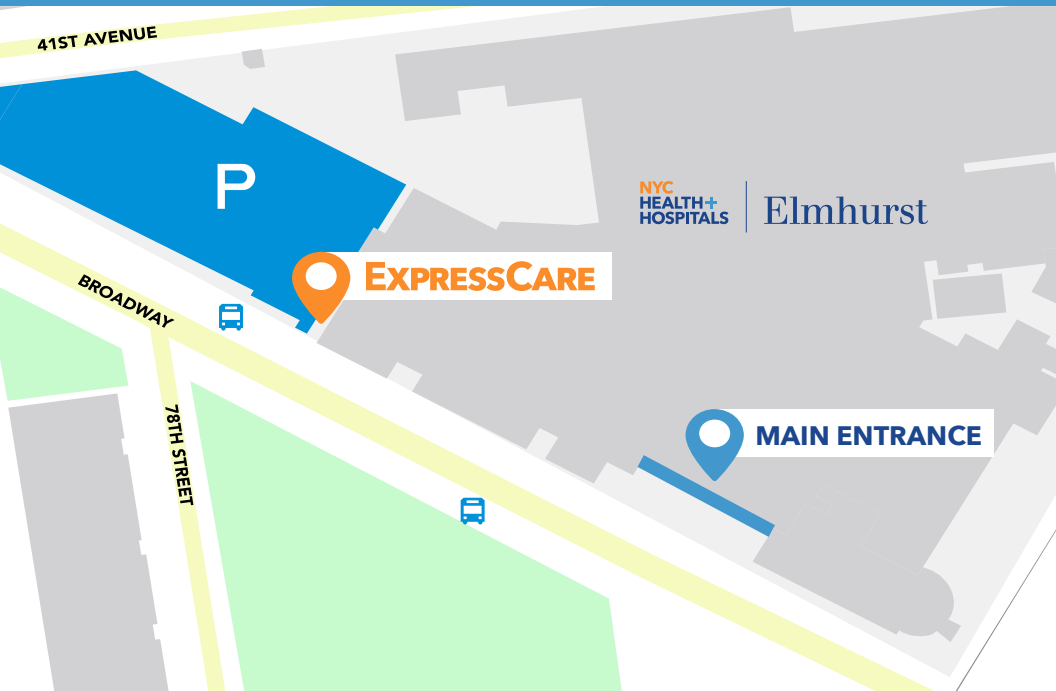 41ST AVENUE
P
NYC
HEALTH+
HOSPITALS
Elmhurst
EXPRESSCARE
BROADWAY
78TH STREET
MAIN ENTRANCE